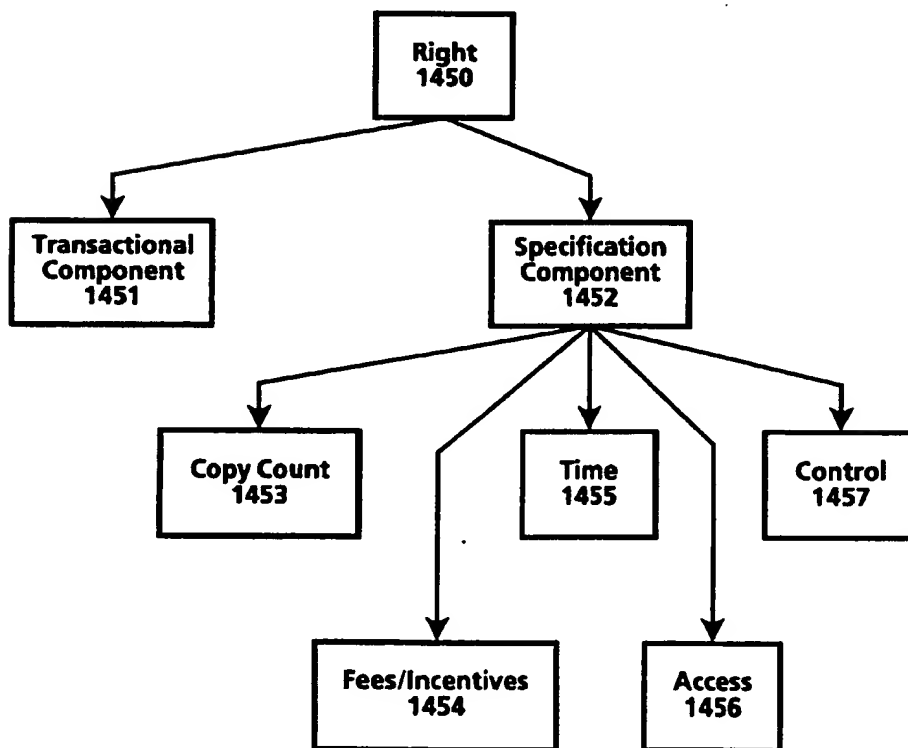 Right
1450
Transactional
Component
1451
Specification
Component
1452
Copy Count
1453
Time
1455
Control
1457
Fees/Incentives
1454
Access
1456